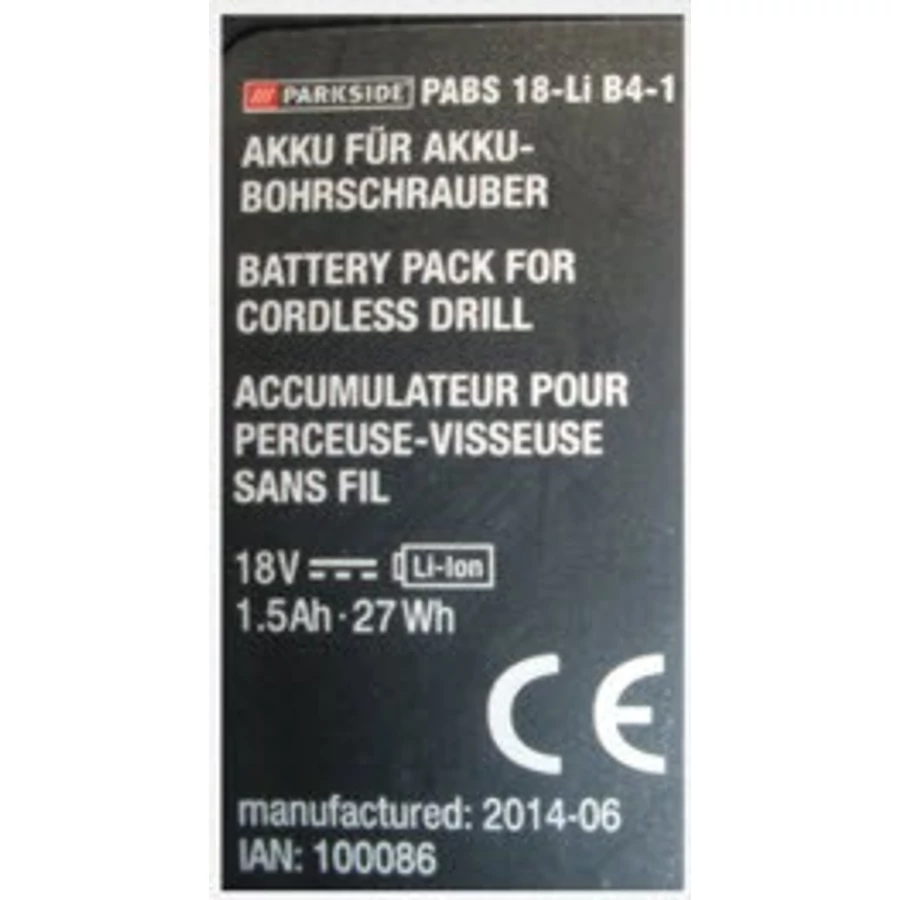 PARKSIDE PABS 18-Li B4-1
AKKU FÜR AKKU-
BOHRSCHRAUBER
BATTERY PACK FOR
CORDLESS DRILL
ACCUMULATEUR POUR
PERCEUSE-VISSEUSE
SANS FIL
18V Li-Ion
1.5Ah · 27 Wh
CE
manufactured: 2014-06
IAN: 100086